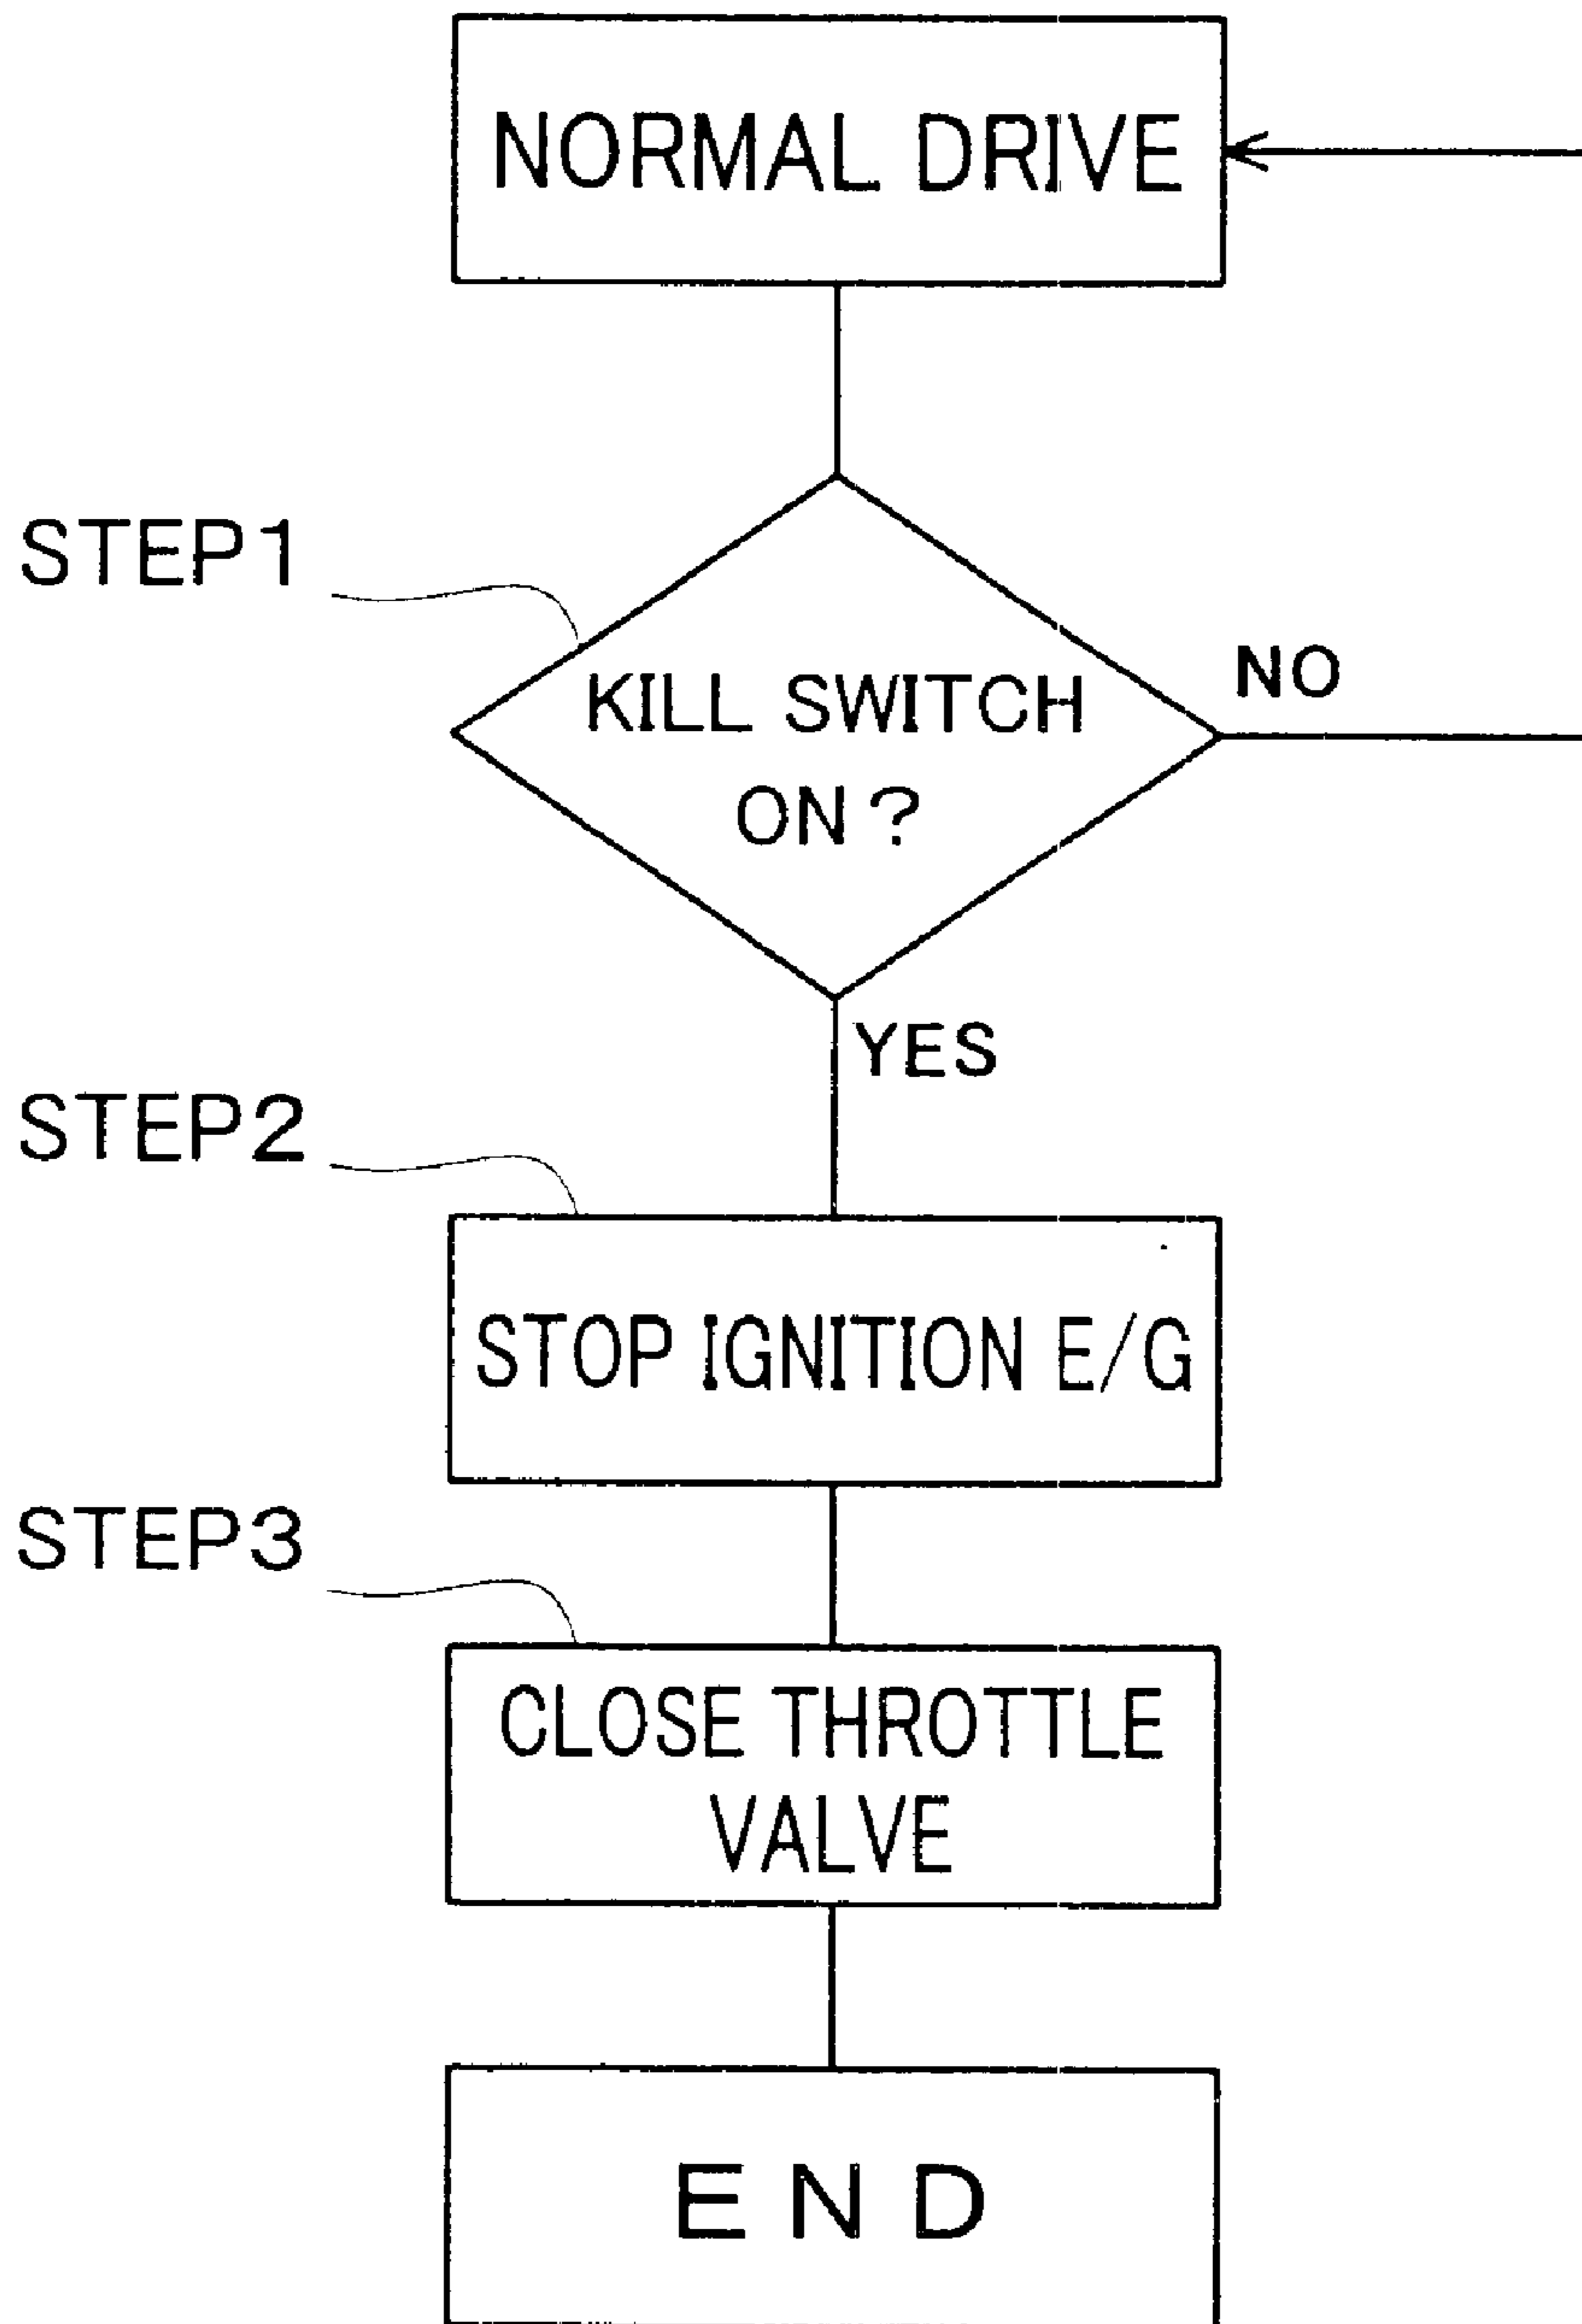 NORMAL DRIVE
STEP1
KILL SWITCH
ON?
NO
YES
STEP2
STOP IGNITION E/G
STEP3
CLOSE THROTTLE
VALVE
END